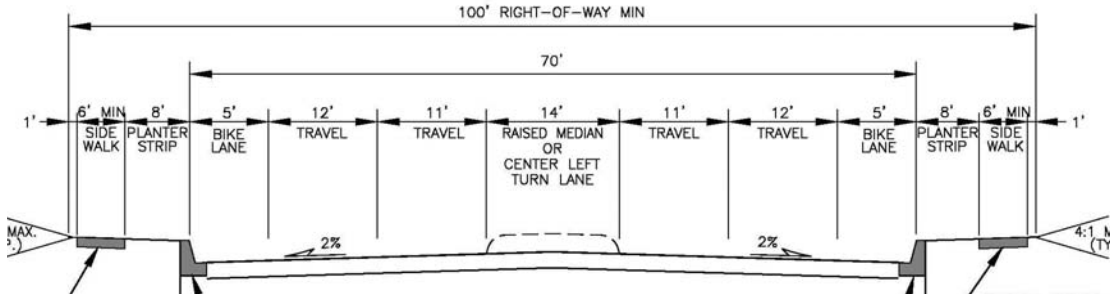 100' RIGHT-OF-WAY MIN
70'
1'
6' MIN
SIDE
WALK
8'
PLANTER
STRIP
5'
BIKE
LANE
12'
TRAVEL
11'
TRAVEL
14'
RAISED MEDIAN
OR
CENTER LEFT
TURN LANE
11'
TRAVEL
12'
TRAVEL
5'
BIKE
LANE
8'
PLANTER
STRIP
6' MIN
SIDE
WALK
1'
MAX.
P.)
2%
2%
4:1 M
(TY